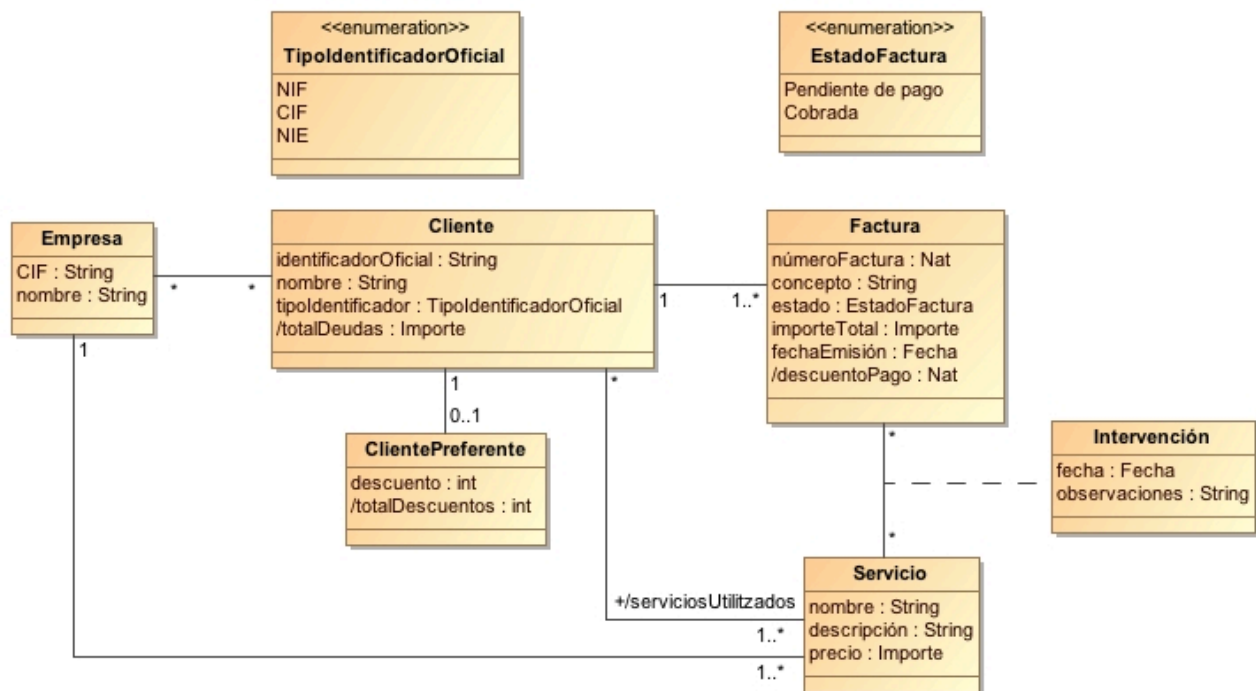 <<enumeration>>
TipoIdentificadorOficial
NIF
CIF
NIE
<<enumeration>>
EstadoFactura
Pendiente de pago
Cobrada
Empresa
CIF : String
nombre : String
*
*
Cliente
identificadorOficial : String
nombre : String
tipoIdentificador : TipoIdentificadorOficial
/totalDeudas : Importe
1
1..*
Factura
númeroFactura : Nat
concepto : String
estado : EstadoFactura
importeTotal : Importe
fechaEmisión : Fecha
/descuentoPago : Nat
1
1
0..1
*
ClientePreferente
descuento : int
/totalDescuentos : int
*
*
Intervención
fecha : Fecha
observaciones : String
+/serviciosUtilitzados
1..*
1..*
Servicio
nombre : String
descripción : String
precio : Importe